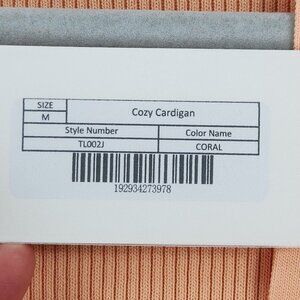 SIZE Cozy Cardigan
M
Style Number Color Name
TL002J CORAL
192934273978